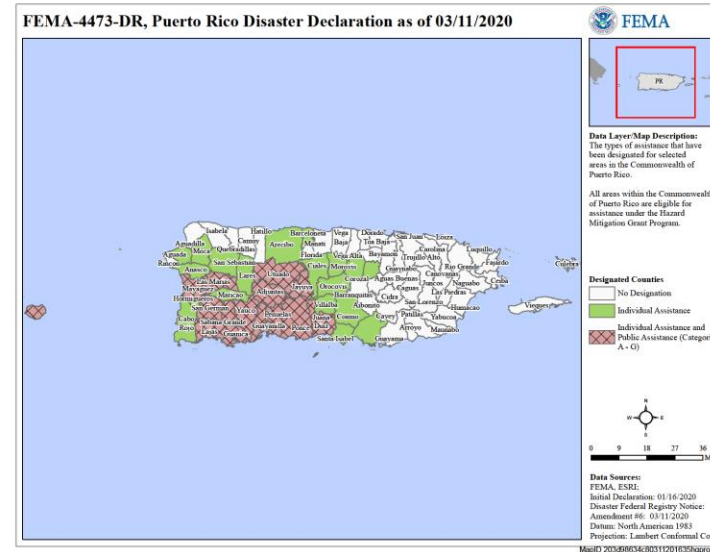 FEMA-4473-DR, Puerto Rico Disaster Declaration as of 03/11/2020
FEMA
PR
Data Layer/Map Description:
The types of assistance that have
been designated for selected
areas in the Commonwealth of
Puerto Rico.
All areas within the Commonwealt
of Puerto Rico are eligible for
assistance under the Hazard
Mitigation Grant Program.
Designated Counties
No Designation
Individual Assistance
Individual Assistance and
Public Assistance (Categori
A - G)
N
W E
S
0 9 18 27 36
M
Data Sources:
FEMA, ESRI;
Initial Declaration: 01/16/2020
Disaster Federal Registry Notice:
Amendment #6: 03/11/2020
Datum: North American 1983
Projection: Lambert Conformal Co
MapID 203d98634c80311201635hqpro
Isabela Hatillo Barceloneta Vega Dorado San Juan Loiza
Aguadilla Camuy Manati Baja Toa Baja Carolina Luquillo
Moca Quebradillas Arecibo Florida Vega Alta Bayamon Trujillo Alto Rio Grande Fajardo
Aguada San Sebastian Ciales Morovis Guaynabo Canovanas Ceiba Culebra
Rincon Lares Utuado Corozal Aguas Buenas Juncos Naguabo
Anasco Las Marias Jayuya Orocovis Caguas Las Piedras
Mayaguez Maricao Adjuntas Barranquitas Cidra San Lorenzo Humacao Vieques
Hormigueros Villalba Aibonito
San German Yauco Penuelas Juana Coamo Cayey Patillas Yabucoa
Cabo Sabana Grande Guayanilla Ponce Diaz Arroyo Maunabo
Rojo Lajas Guanica Santa Isabel Guayama